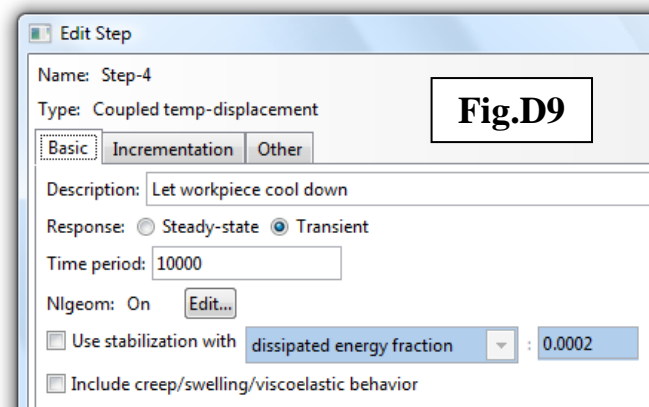 Edit Step
Name: Step-4
Type: Coupled temp-displacement
Fig.D9
Basic Incrementation Other
Description: Let workpiece cool down
Response: Steady-state Transient
Time period: 10000
Nlgeom: On Edit...
Use stabilization with dissipated energy fraction : 0.0002
Include creep/swelling/viscoelastic behavior